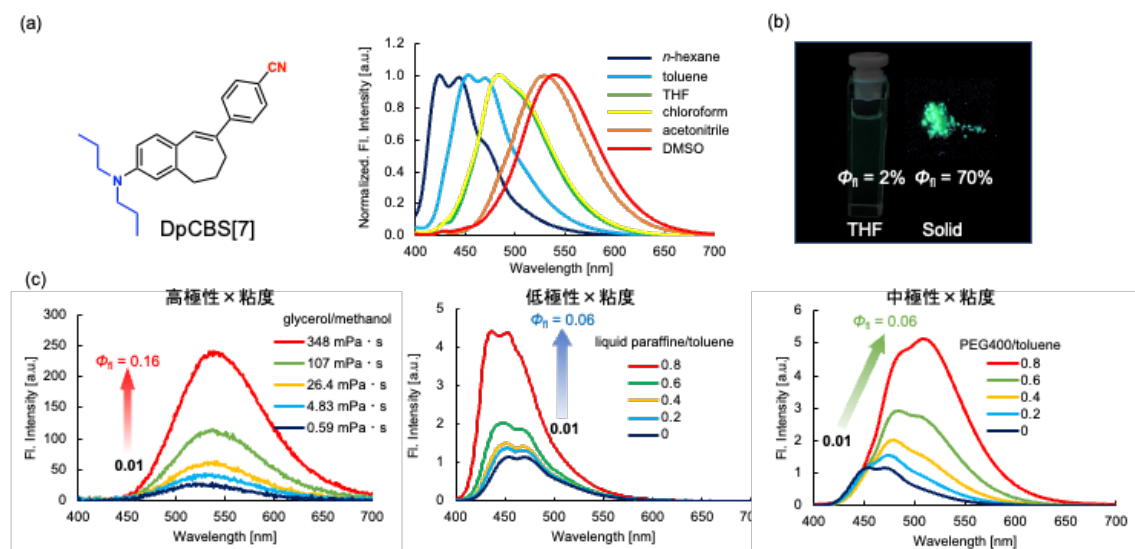 (a)
CN
N
DpCBS[7]
Normalized. Fl. Intensity [a.u.]
1.2
1.0
0.8
0.6
0.4
0.2
0.0
400 450 500 550 600 650 700
Wavelength [nm]
n-hexane
toluene
THF
chloroform
acetonitrile
DMSO
(b)
Φfl = 2% Φfl = 70%
THF Solid
(c)
高極性×粘度
Fl. Intensity [a.u.]
300
250
200
150
100
50
0
400 450 500 550 600 650 700
Wavelength [nm]
Φfl = 0.16
0.01
glycerol/methanol
348 mPa・s
107 mPa・s
26.4 mPa・s
4.83 mPa・s
0.59 mPa・s
低極性×粘度
Fl. Intensity [a.u.]
5
4
3
2
1
0
400 450 500 550 600 650 700
Wavelength [nm]
Φfl = 0.06
0.01
liquid paraffine/toluene
0.8
0.6
0.4
0.2
0
中極性×粘度
Fl. Intensity [a.u.]
6
5
4
3
2
1
0
400 450 500 550 600 650 700
Wavelength [nm]
Φfl = 0.06
0.01
PEG400/toluene
0.8
0.6
0.4
0.2
0